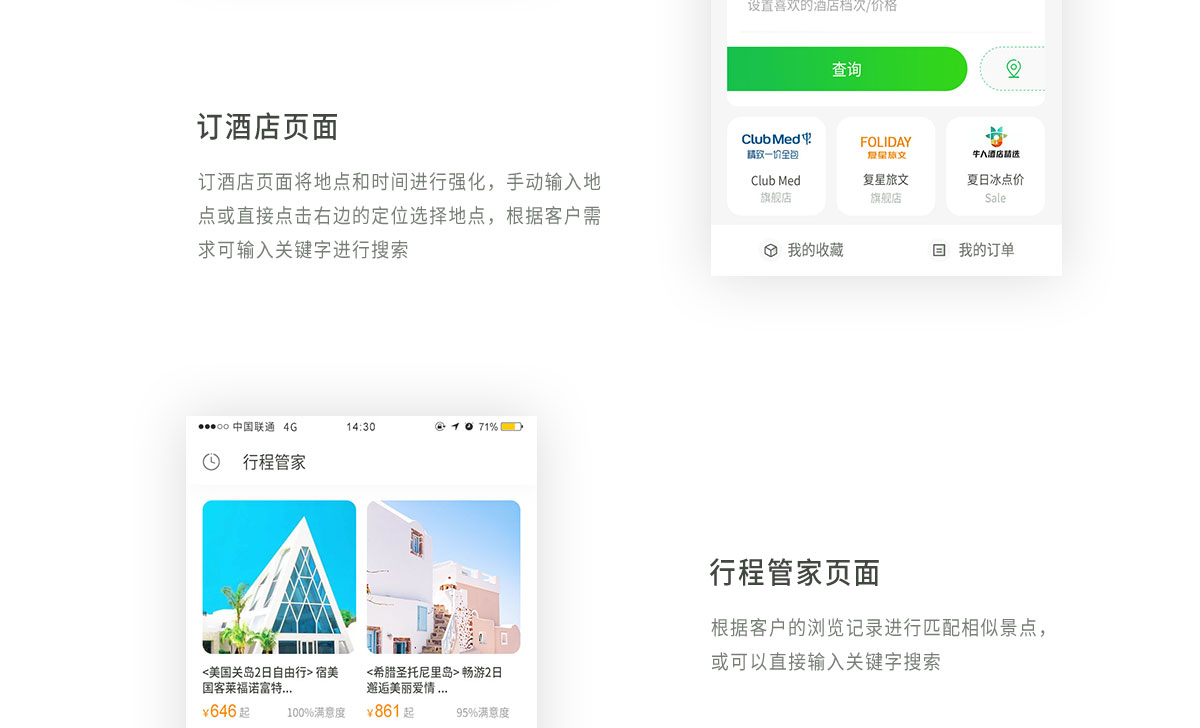 设置喜欢的酒店档次/价格
查询
订酒店页面
订酒店页面将地点和时间进行强化，手动输入地
点或直接点击右边的定位选择地点，根据客户需
求可输入关键字进行搜索
Club Med
精致一价全包
Club Med
旗舰店
FOLIDAY
复星旅文
复星旅文
旗舰店
牛人酒店精选
夏日冰点价
Sale
我的收藏
我的订单
中国联通 4G 14:30 71%
行程管家
<美国关岛2日自由行> 宿美
国客莱福诺富特...
¥646起 100%满意度
<希腊圣托尼里岛> 畅游2日
邂逅美丽爱情 ...
¥861起 95%满意度
行程管家页面
根据客户的浏览记录进行匹配相似景点，
或可以直接输入关键字搜索